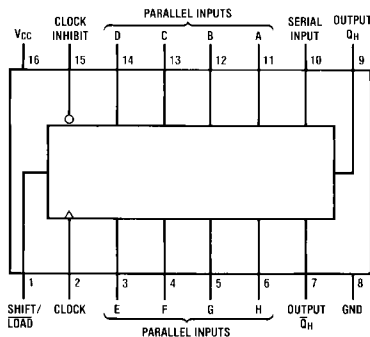 PARALLEL INPUTS
CLOCK SERIAL OUTPUT
VCC INHIBIT D C B A INPUT QH
16 15 14 13 12 11 10 9
1 2 3 4 5 6 7 8
SHIFT/ CLOCK E F G H OUTPUT GND
LOAD PARALLEL INPUTS Q̅H